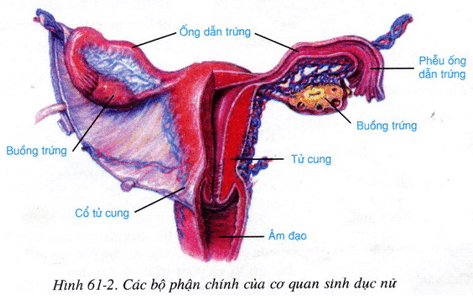 Ống dẫn trứng
Phễu ống
dẫn trứng
Buồng trứng
Buồng trứng
Tử cung
Cổ tử cung
Âm đạo
Hình 61-2. Các bộ phận chính của cơ quan sinh dục nữ